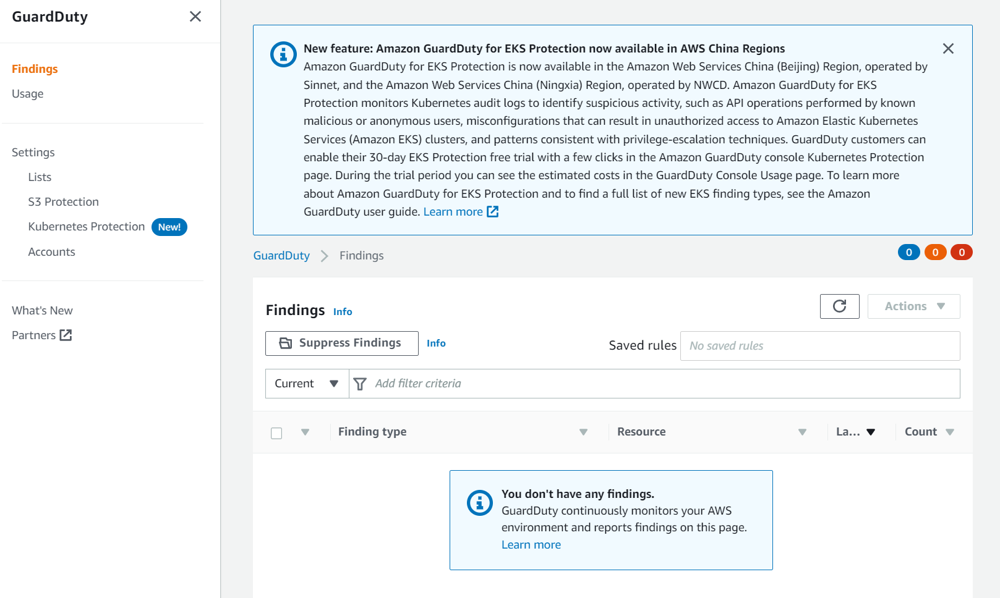 GuardDuty
Findings
Usage
Settings
Lists
S3 Protection
Kubernetes Protection New!
Accounts
What's New
Partners
New feature: Amazon GuardDuty for EKS Protection now available in AWS China Regions
Amazon GuardDuty for EKS Protection is now available in the Amazon Web Services China (Beijing) Region, operated by
Sinnet, and the Amazon Web Services China (Ningxia) Region, operated by NWCD. Amazon GuardDuty for EKS
Protection monitors Kubernetes audit logs to identify suspicious activity, such as API operations performed by known
malicious or anonymous users, misconfigurations that can result in unauthorized access to Amazon Elastic Kubernetes
Services (Amazon EKS) clusters, and patterns consistent with privilege-escalation techniques. GuardDuty customers can
enable their 30-day EKS Protection free trial with a few clicks in the Amazon GuardDuty console Kubernetes Protection
page. During the trial period you can see the estimated costs in the GuardDuty Console Usage page. To learn more
about Amazon GuardDuty for EKS Protection and to find a full list of new EKS finding types, see the Amazon
GuardDuty user guide. Learn more
GuardDuty Findings
0 0 0
Findings Info
Actions
Suppress Findings Info
Saved rules No saved rules
Current Add filter criteria
Finding type Resource La... Count
You don't have any findings.
GuardDuty continuously monitors your AWS
environment and reports findings on this page.
Learn more